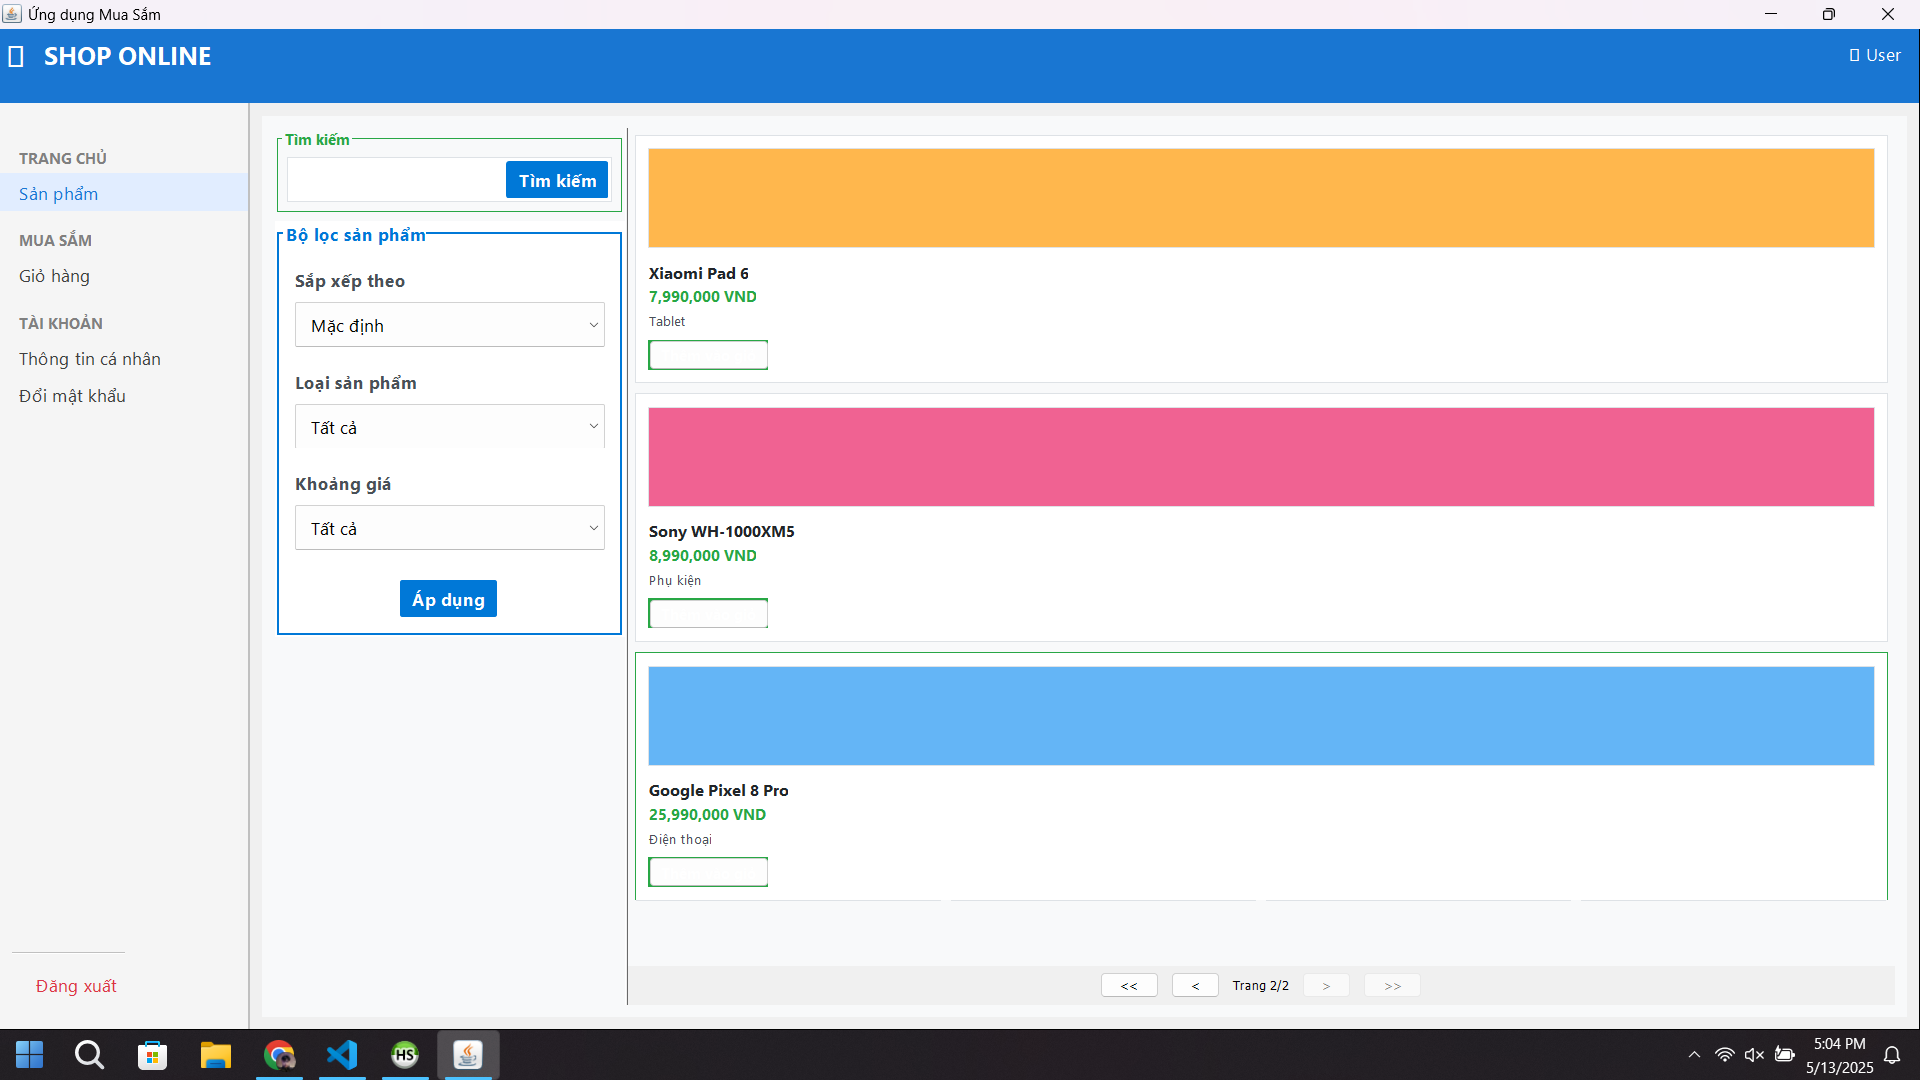 Ứng dụng Mua Sắm
SHOP ONLINE
User
TRANG CHỦ
Sản phẩm
MUA SẮM
Giỏ hàng
TÀI KHOẢN
Thông tin cá nhân
Đổi mật khẩu
Đăng xuất
Tìm kiếm
Tìm kiếm
Bộ lọc sản phẩm
Sắp xếp theo
Mặc định
Loại sản phẩm
Tất cả
Khoảng giá
Tất cả
Áp dụng
Xiaomi Pad 6
7,990,000 VND
Tablet
Sony WH-1000XM5
8,990,000 VND
Phụ kiện
Google Pixel 8 Pro
25,990,000 VND
Điện thoại
<< < Trang 2/2 > >>
HS
5:04 PM
5/13/2025